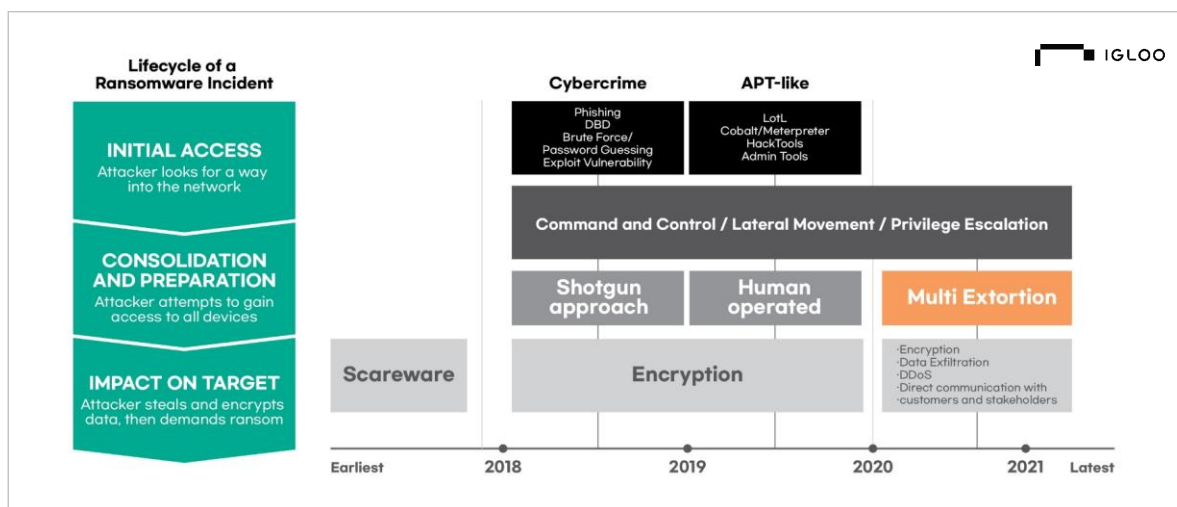 Lifecycle of a
Ransomware Incident
IGLOO
INITIAL ACCESS
Attacker looks for a way
into the network
CONSOLIDATION
AND PREPARATION
Attacker attempts to gain
access to all devices
IMPACT ON TARGET
Attacker steals and encrypts
data, then demands ransom
Cybercrime
Phishing
DBD
Brute Force/
Password Guessing
Exploit Vulnerability
APT-like
LotL
Cobalt/Meterpreter
HackTools
Admin Tools
Command and Control / Lateral Movement / Privilege Escalation
Shotgun
approach
Human
operated
Multi Extortion
Scareware
Encryption
·Encryption
·Data Exfiltration
·DDoS
·Direct communication with
·customers and stakeholders
Earliest
2018
2019
2020
2021
Latest